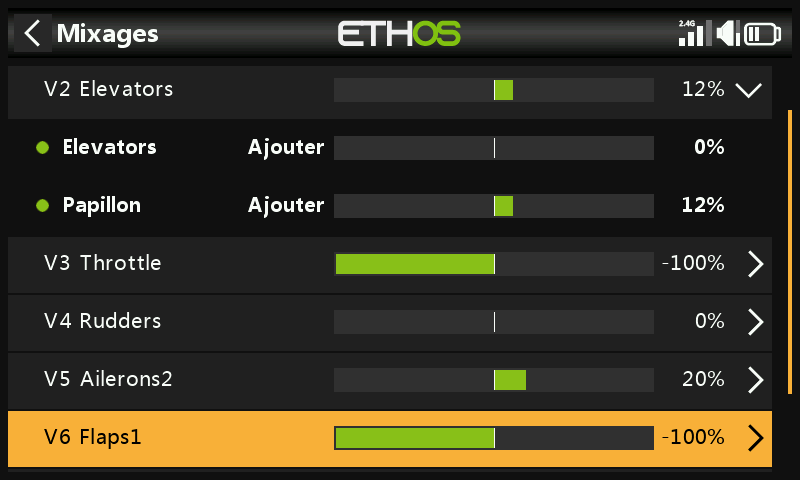 Mixages ETHOS 2.4G
V2 Elevators 12%
Elevators Ajouter 0%
Papillon Ajouter 12%
V3 Throttle -100%
V4 Rudders 0%
V5 Ailerons2 20%
V6 Flaps1 -100%